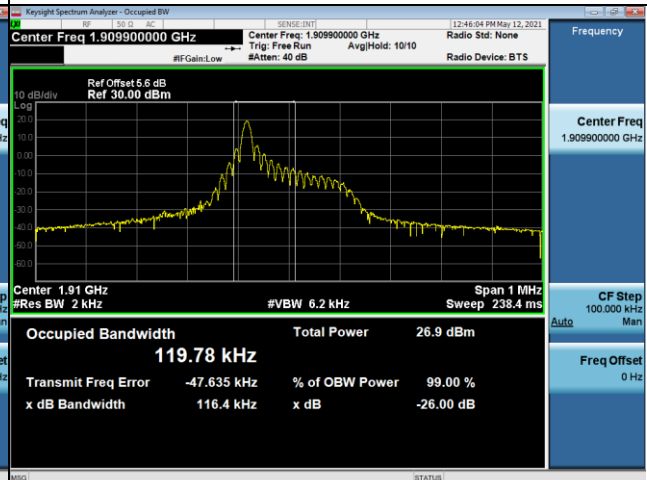 Keysight Spectrum Analyzer - Occupied BW
RF 50 Ω AC SENSE:INT 12:46:04 PM May 12, 2021
Center Freq 1.909900000 GHz
Center Freq: 1.909900000 GHz
Radio Std: None
Trig: Free Run Avg|Hold: 10/10
#IFGain:Low
#Atten: 40 dB
Radio Device: BTS
Frequency
Ref Offset 5.6 dB
10 dB/div Ref 30.00 dBm
Log
20.0
10.0
0.00
-10.0
-20.0
-30.0
-40.0
-50.0
-60.0
Center 1.91 GHz Span 1 MHz
#Res BW 2 kHz #VBW 6.2 kHz Sweep 238.4 ms
Occupied Bandwidth Total Power 26.9 dBm
119.78 kHz
Transmit Freq Error -47.635 kHz % of OBW Power 99.00 %
x dB Bandwidth 116.4 kHz x dB -26.00 dB
Center Freq
1.909900000 GHz
CF Step
100.000 kHz
Auto Man
Freq Offset
0 Hz
MSG STATUS